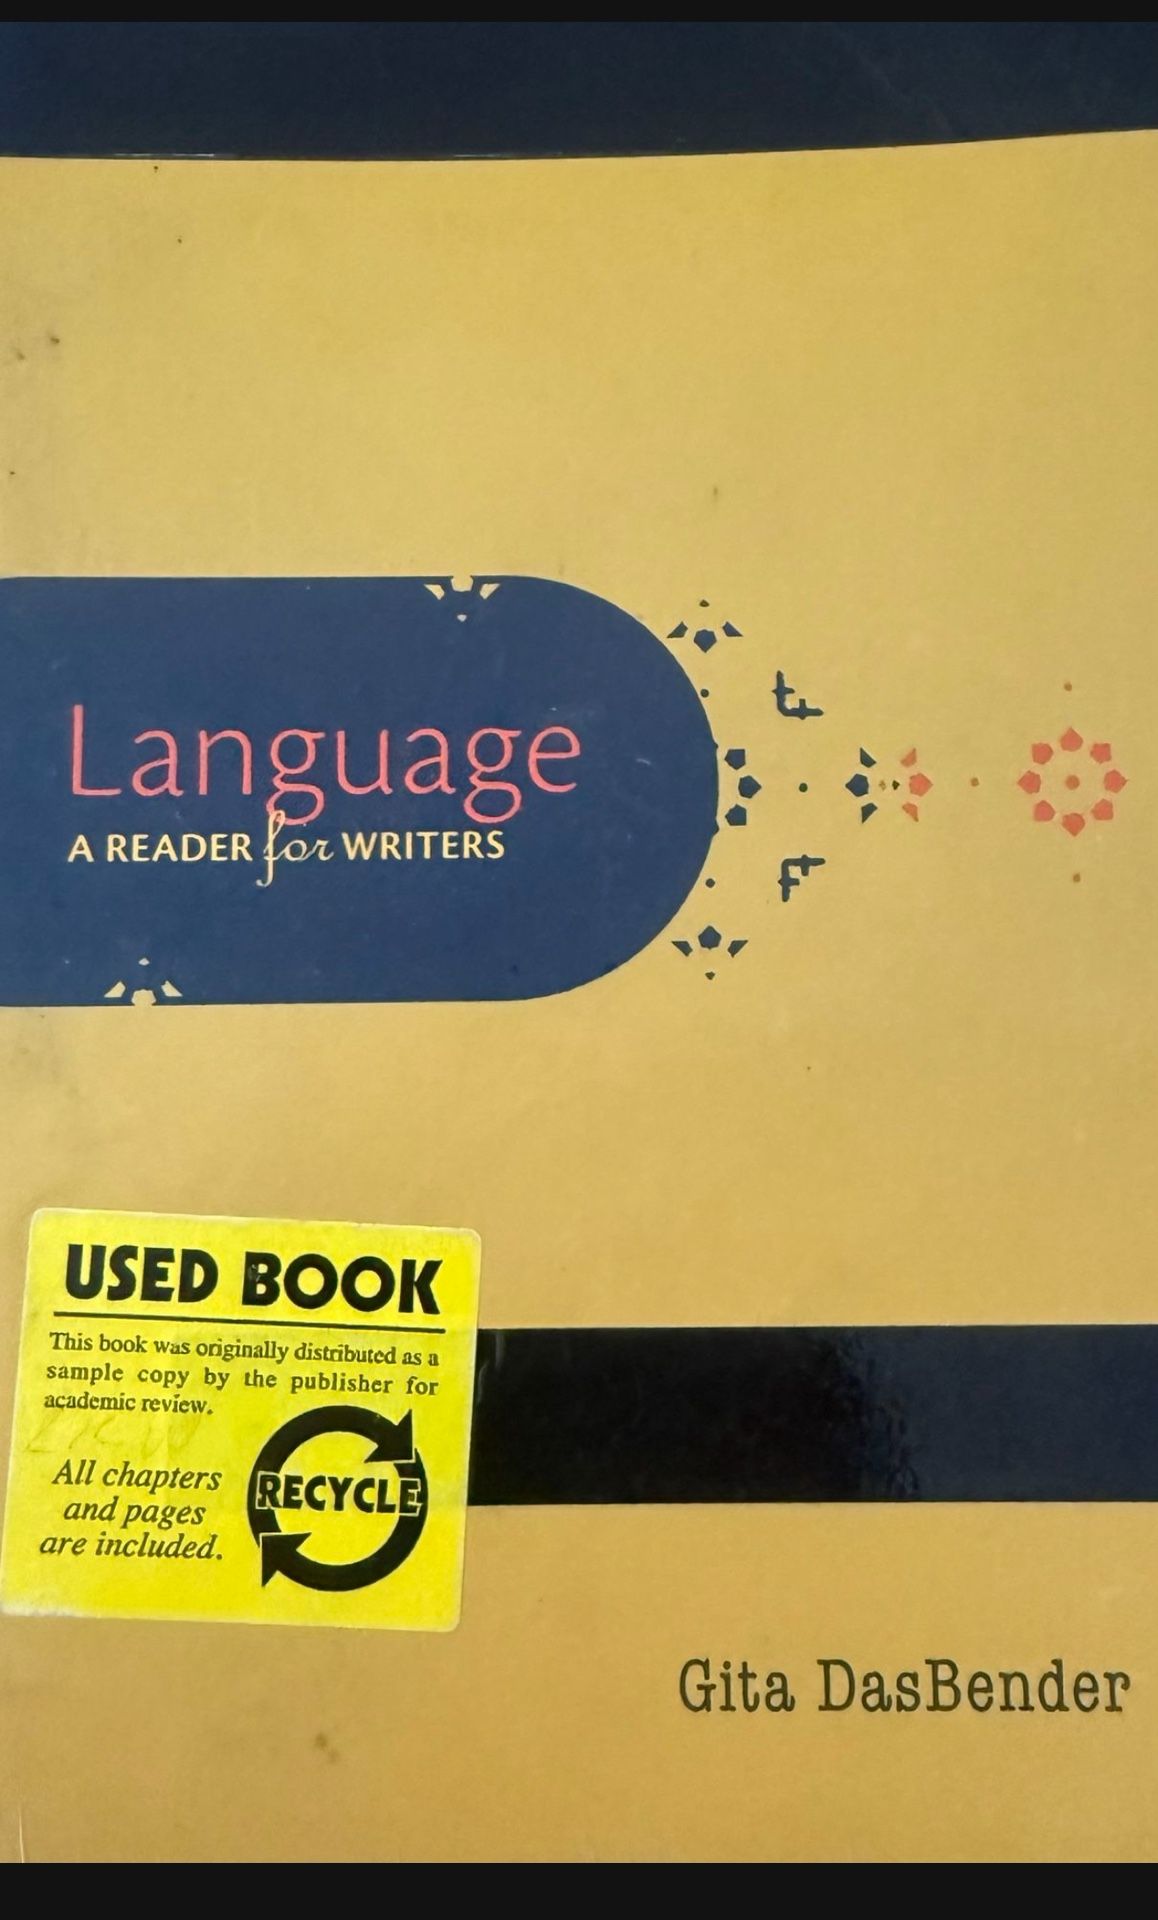 Language
A READER for WRITERS
USED BOOK
This book was originally distributed as a
sample copy by the publisher for
academic review.
All chapters
and pages
are included.
RECYCLE
Gita DasBender